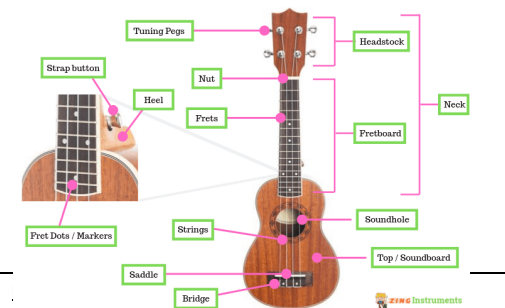 Tuning Pegs
Headstock
Strap button
Nut
Heel
Neck
Frets
Fretboard
Soundhole
Strings
Fret Dots / Markers
Top / Soundboard
Saddle
Bridge
ZING Instruments